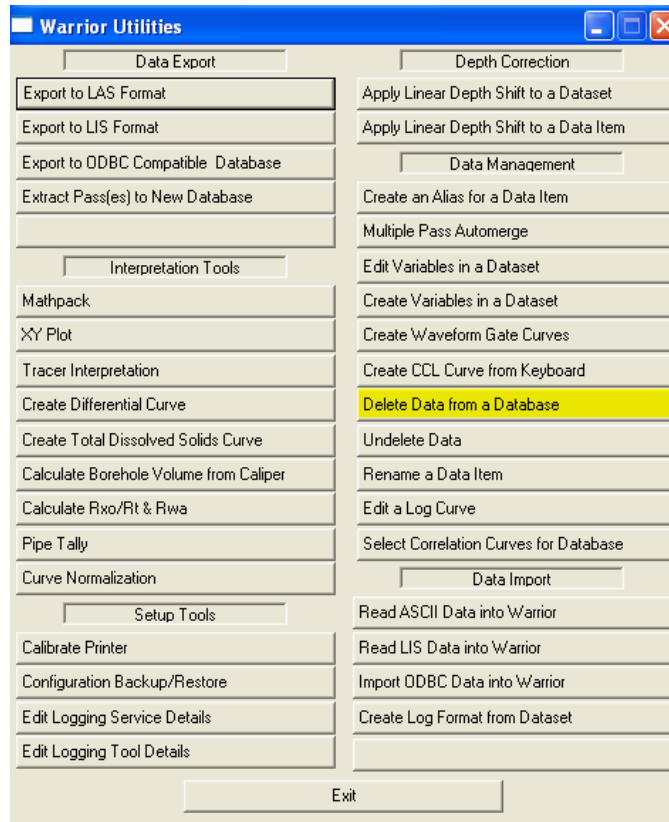 Warrior Utilities
Data Export
Export to LAS Format
Export to LIS Format
Export to ODBC Compatible Database
Extract Pass(es) to New Database
Interpretation Tools
Mathpack
XY Plot
Tracer Interpretation
Create Differential Curve
Create Total Dissolved Solids Curve
Calculate Borehole Volume from Caliper
Calculate Rxo/Rt & Rwa
Pipe Tally
Curve Normalization
Setup Tools
Calibrate Printer
Configuration Backup/Restore
Edit Logging Service Details
Edit Logging Tool Details
Depth Correction
Apply Linear Depth Shift to a Dataset
Apply Linear Depth Shift to a Data Item
Data Management
Create an Alias for a Data Item
Multiple Pass Automerge
Edit Variables in a Dataset
Create Variables in a Dataset
Create Waveform Gate Curves
Create CCL Curve from Keyboard
Delete Data from a Database
Undelete Data
Rename a Data Item
Edit a Log Curve
Select Correlation Curves for Database
Data Import
Read ASCII Data into Warrior
Read LIS Data into Warrior
Import ODBC Data into Warrior
Create Log Format from Dataset
Exit